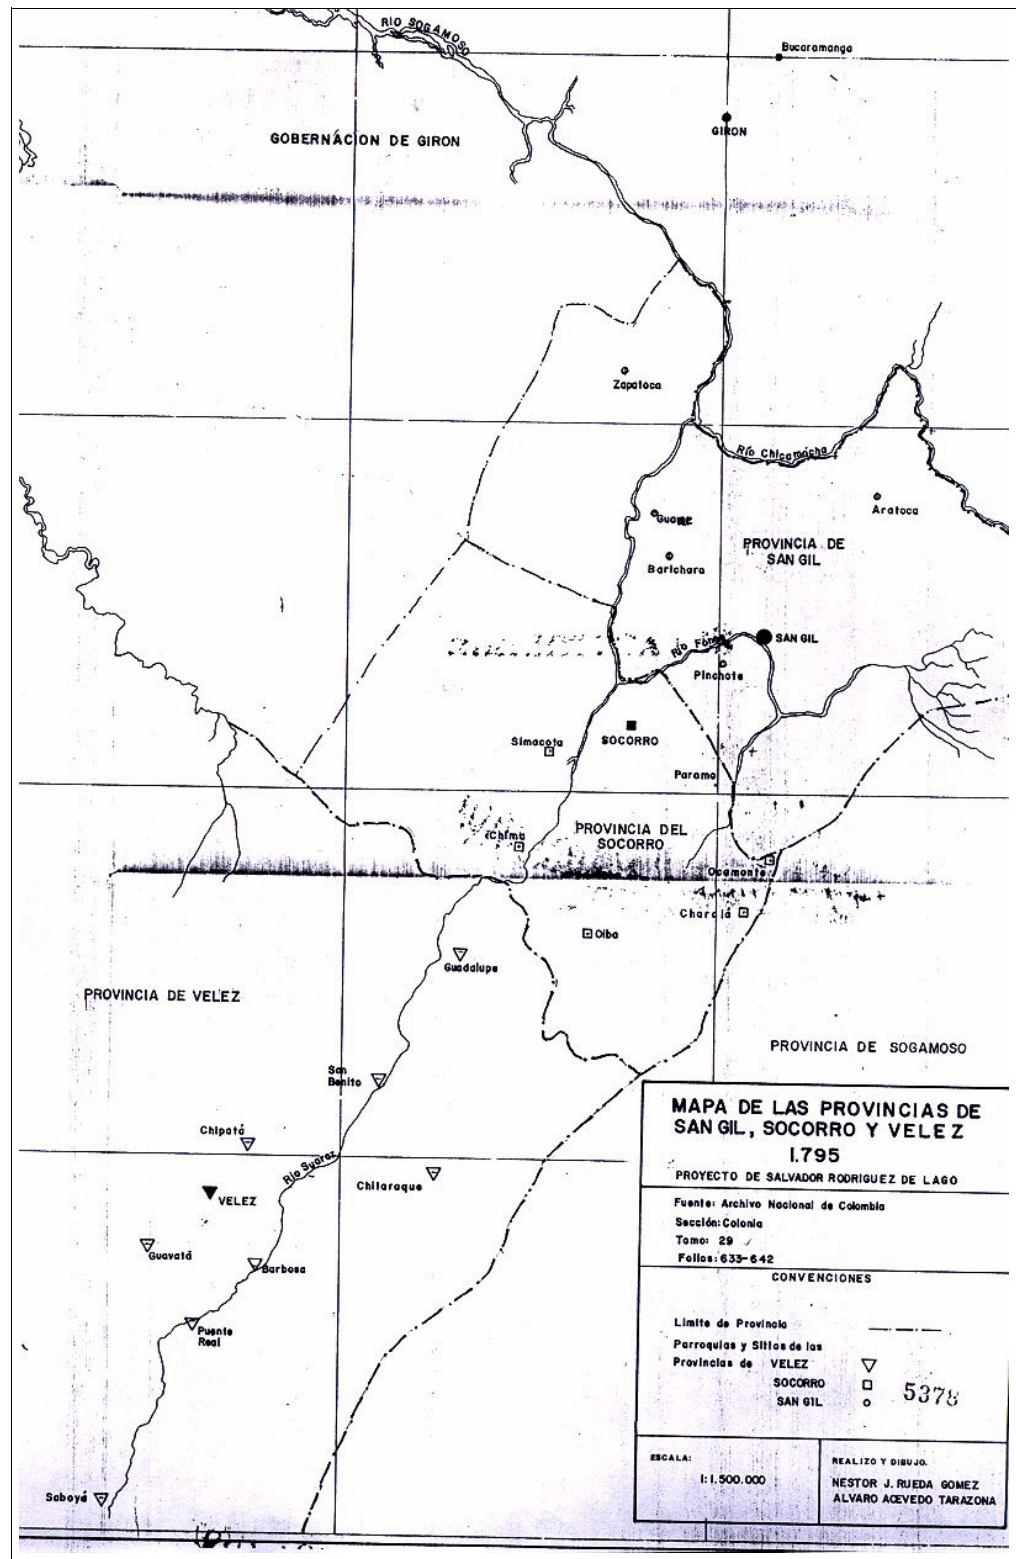 RÍO SOGAMOSO
Bucaramanga
GIRON
GOBERNACION DE GIRON
Zapatoca
Río Chicamocha
Aratoca
Guane
PROVINCIA DE
SAN GIL
Barichara
SAN GIL
Río Fonce
Pinchote
SOCORRO
Simacota
Paramo
PROVINCIA DEL
SOCORRO
Chima
Ocamonte
Charalá
Oiba
Guadalupe
PROVINCIA DE VELEZ
PROVINCIA DE SOGAMOSO
San
Benito
Chipatá
Río Suarez
Chitaraque
VELEZ
Guavatá
Barbosa
Puente
Real
Saboyá
MAPA DE LAS PROVINCIAS DE
SAN GIL, SOCORRO Y VELEZ
1.795
PROYECTO DE SALVADOR RODRIGUEZ DE LAGO
Fuente: Archivo Nacional de Colombia
Sección: Colonia
Tomo: 29
Folios: 633-642
CONVENCIONES
Limite de Provincia
Parroquias y Sitios de las
Provincias de VELEZ
SOCORRO
SAN GIL
5378
ESCALA:
1:1.500.000
REALIZO Y DIBUJO.
NESTOR J. RUEDA GOMEZ
ALVARO ACEVEDO TARAZONA